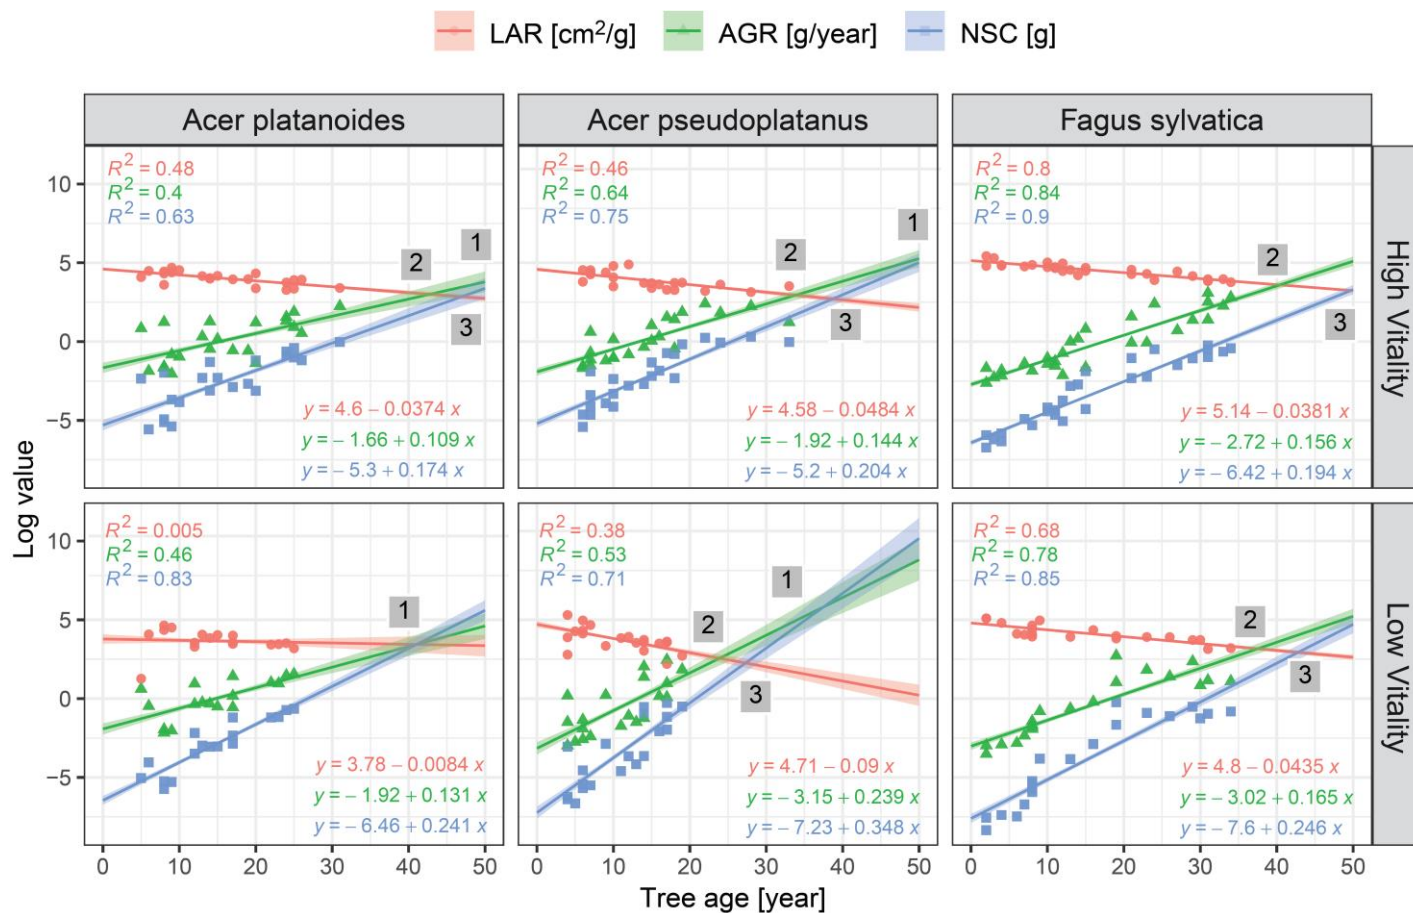 LAR [cm²/g] AGR [g/year] NSC [g]
Acer platanoides Acer pseudoplatanus Fagus sylvatica
R² = 0.48
R² = 0.4
R² = 0.63
1
2
3
y = 4.6 − 0.0374 x
y = − 1.66 + 0.109 x
y = − 5.3 + 0.174 x
R² = 0.46
R² = 0.64
R² = 0.75
1
2
3
y = 4.58 − 0.0484 x
y = − 1.92 + 0.144 x
y = − 5.2 + 0.204 x
R² = 0.8
R² = 0.84
R² = 0.9
2
3
y = 5.14 − 0.0381 x
y = − 2.72 + 0.156 x
y = − 6.42 + 0.194 x
High Vitality
10
5
0
−5
Log value
R² = 0.005
R² = 0.46
R² = 0.83
1
y = 3.78 − 0.0084 x
y = − 1.92 + 0.131 x
y = − 6.46 + 0.241 x
R² = 0.38
R² = 0.53
R² = 0.71
1
2
3
y = 4.71 − 0.09 x
y = − 3.15 + 0.239 x
y = − 7.23 + 0.348 x
R² = 0.68
R² = 0.78
R² = 0.85
2
3
y = 4.8 − 0.0435 x
y = − 3.02 + 0.165 x
y = − 7.6 + 0.246 x
Low Vitality
10
5
0
−5
0 10 20 30 40 50 0 10 20 30 40 50 0 10 20 30 40 50
Tree age [year]